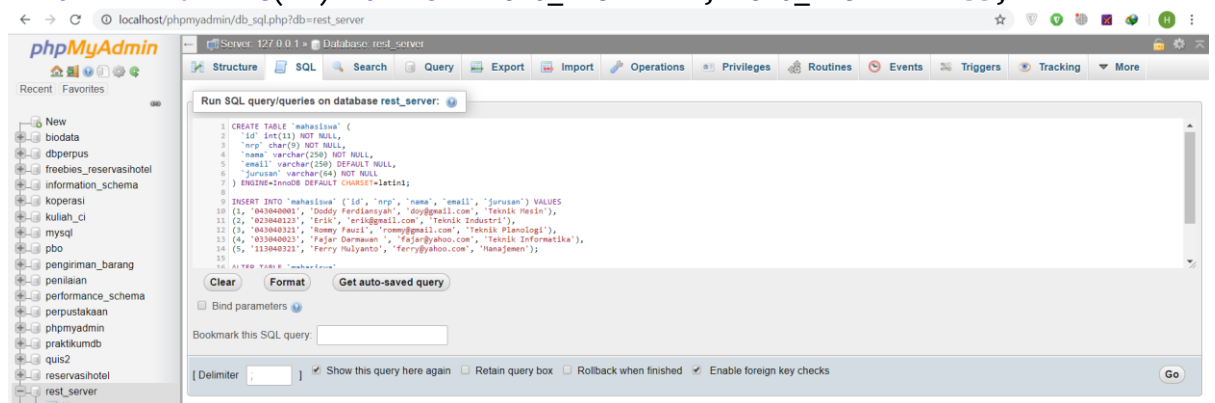 localhost/phpmyadmin/db_sql.php?db=rest_server
H
phpMyAdmin
Recent Favorites
New
biodata
dbperpus
freebies_reservasihotel
information_schema
koperasi
kuliah_ci
mysql
pbo
pengiriman_barang
penilaian
performance_schema
perpustakaan
phpmyadmin
praktikumdb
quis2
reservasihotel
rest_server
Server: 127.0.0.1 » Database: rest_server
Structure SQL Search Query Export Import Operations Privileges Routines Events Triggers Tracking More
Run SQL query/queries on database rest_server:
1 CREATE TABLE `mahasiswa` (
2 `id` int(11) NOT NULL,
3 `nrp` char(9) NOT NULL,
4 `nama` varchar(250) NOT NULL,
5 `email` varchar(250) DEFAULT NULL,
6 `jurusan` varchar(64) NOT NULL
7 ) ENGINE=InnoDB DEFAULT CHARSET=latin1;
8
9 INSERT INTO `mahasiswa` (`id`, `nrp`, `nama`, `email`, `jurusan`) VALUES
10 (1, '043040001', 'Doddy Ferdiansyah', 'doy@gmail.com', 'Teknik Mesin'),
11 (2, '023040123', 'Erik', 'erik@gmail.com', 'Teknik Industri'),
12 (3, '043040321', 'Rommy Fauzi', 'rommy@gmail.com', 'Teknik Planologi'),
13 (4, '033040023', 'Fajar Darmawan ', 'fajar@yahoo.com', 'Teknik Informatika'),
14 (5, '113040321', 'Ferry Mulyanto', 'ferry@yahoo.com', 'Manajemen');
15
16 ALTER TABLE `mahasiswa`
Clear Format Get auto-saved query
Bind parameters
Bookmark this SQL query:
[ Delimiter ; ] Show this query here again Retain query box Rollback when finished Enable foreign key checks
Go